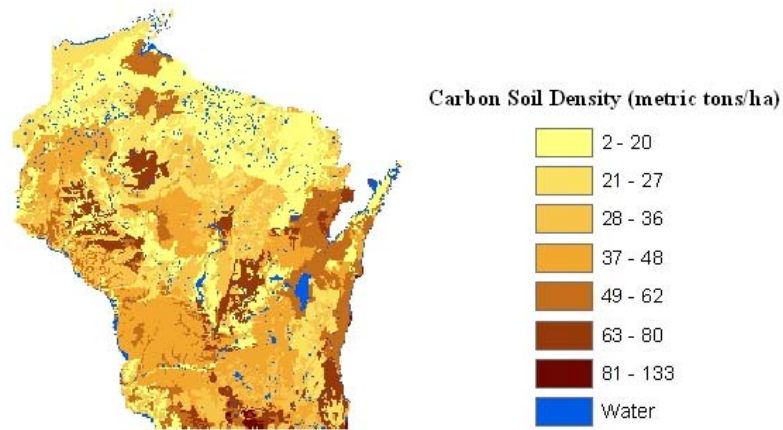 Carbon Soil Density (metric tons/ha)
2 - 20
21 - 27
28 - 36
37 - 48
49 - 62
63 - 80
81 - 133
Water